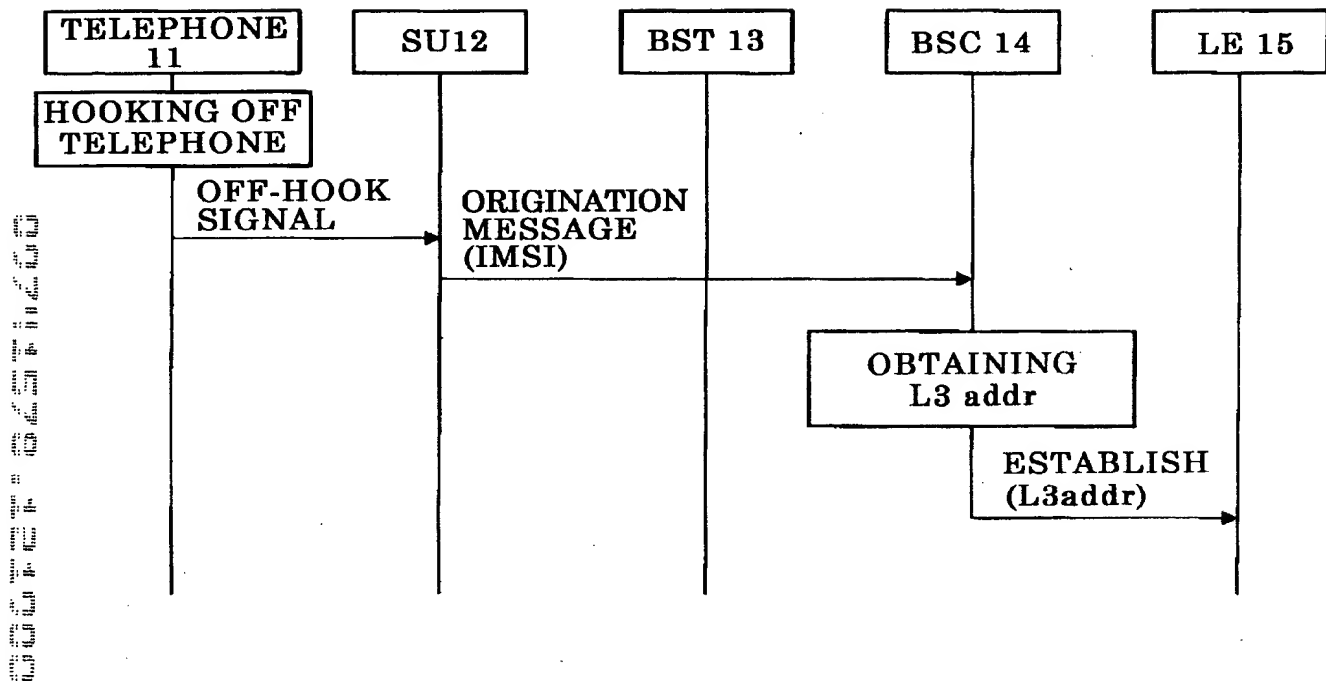 TELEPHONE
11
SU12
BST 13
BSC 14
LE 15
HOOKING OFF
TELEPHONE
OFF-HOOK
SIGNAL
ORIGINATION
MESSAGE
(IMSI)
OBTAINING
L3 addr
ESTABLISH
(L3addr)